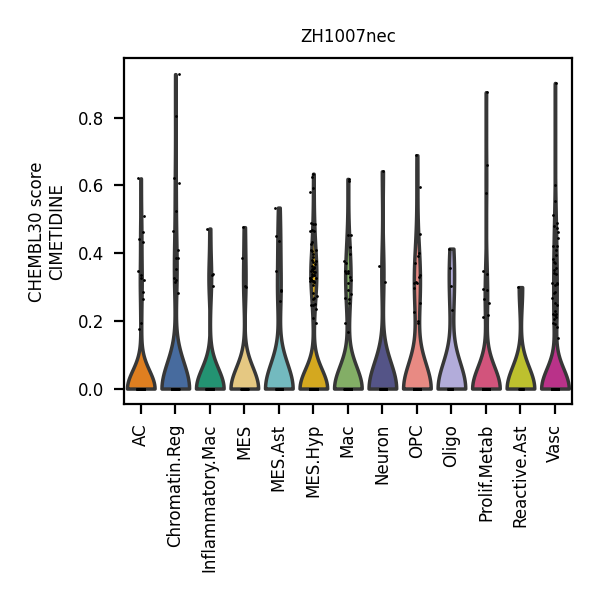 ZH1007nec
CHEMBL30 score
CIMETIDINE
0.8
0.6
0.4
0.2
0.0
AC
Chromatin.Reg
Inflammatory.Mac
MES
MES.Ast
MES.Hyp
Mac
Neuron
OPC
Oligo
Prolif.Metab
Reactive.Ast
Vasc